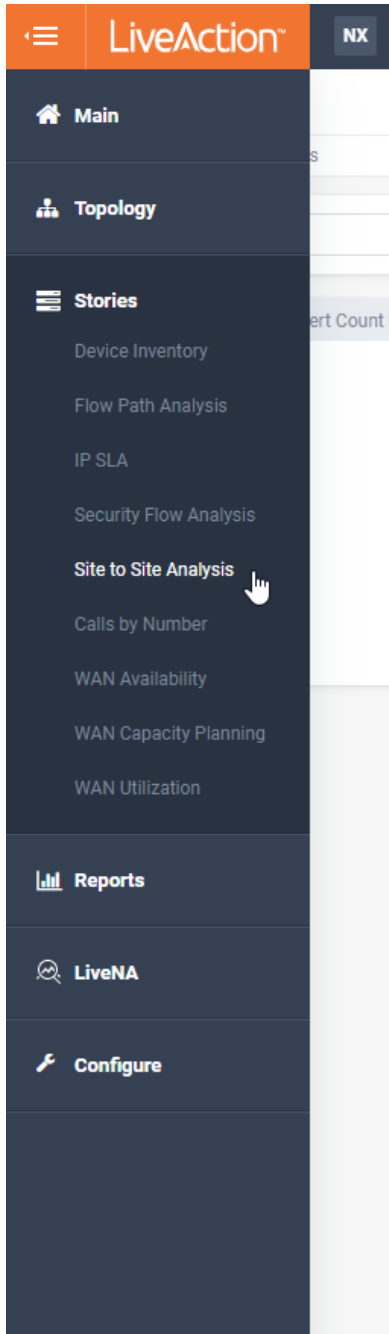 LiveAction™
NX
Main
s
Topology
Stories
ert Count
Device Inventory
Flow Path Analysis
IP SLA
Security Flow Analysis
Site to Site Analysis
Calls by Number
WAN Availability
WAN Capacity Planning
WAN Utilization
Reports
LiveNA
Configure